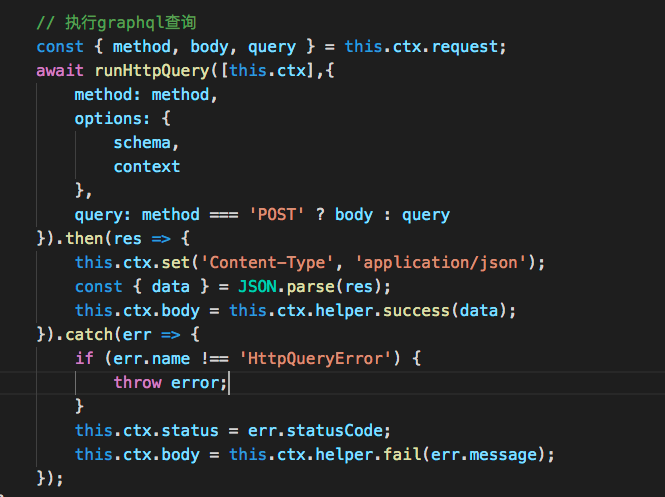 // 执行graphql查询
const { method, body, query } = this.ctx.request;
await runHttpQuery([this.ctx],{
    method: method,
    options: {
        schema,
        context
    },
    query: method === 'POST' ? body : query
}).then(res => {
    this.ctx.set('Content-Type', 'application/json');
    const { data } = JSON.parse(res);
    this.ctx.body = this.ctx.helper.success(data);
}).catch(err => {
    if (err.name !== 'HttpQueryError') {
        throw error;
    }
    this.ctx.status = err.statusCode;
    this.ctx.body = this.ctx.helper.fail(err.message);
});